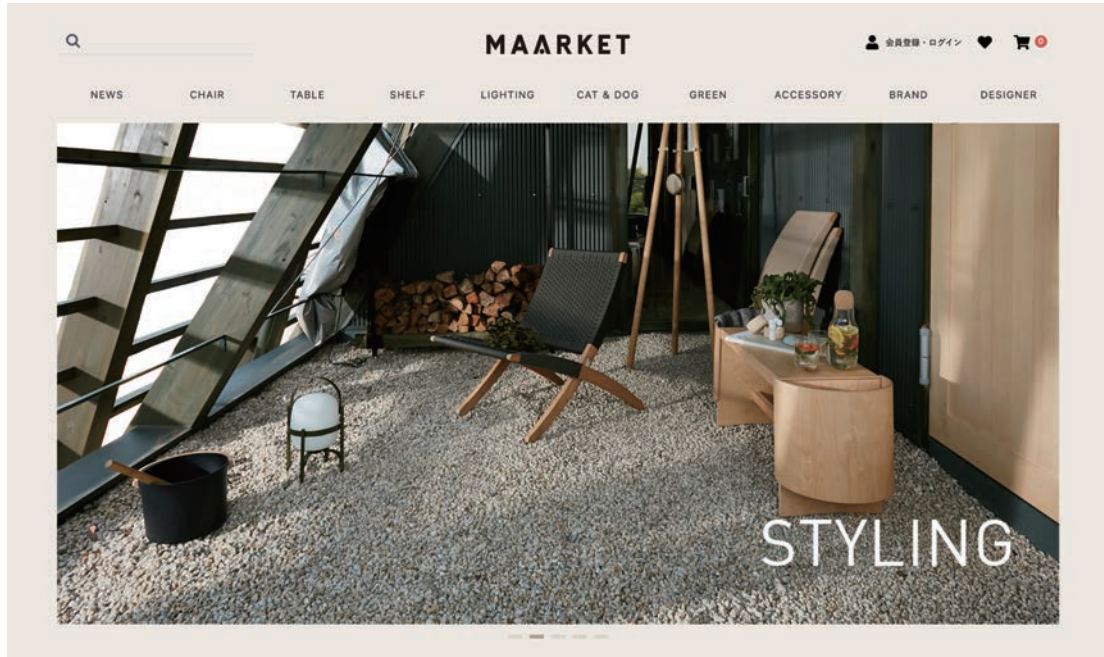 MAARKET
会員登録・ログイン
0
NEWS CHAIR TABLE SHELF LIGHTING CAT & DOG GREEN ACCESSORY BRAND DESIGNER
STYLING